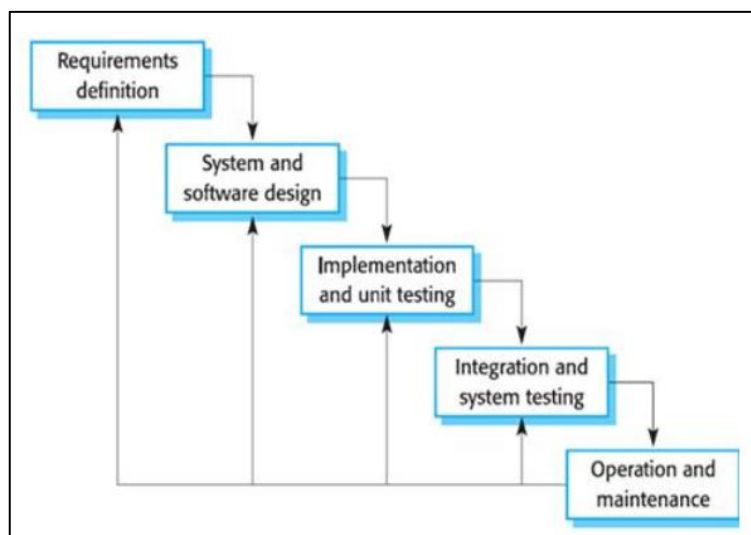 Requirements
definition
System and
software design
Implementation
and unit testing
Integration and
system testing
Operation and
maintenance